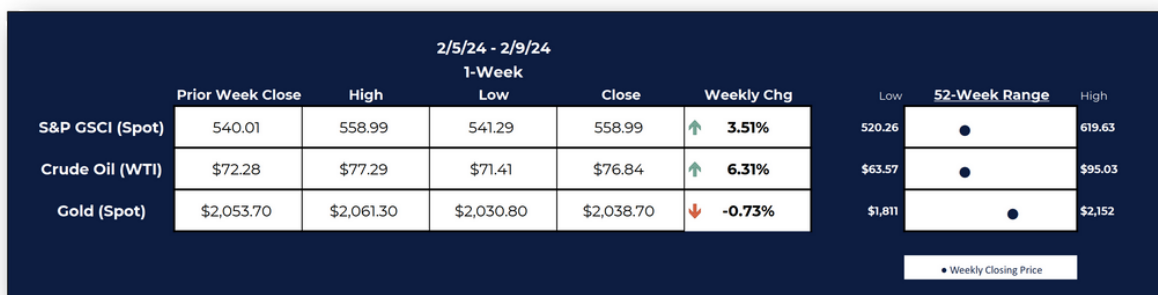 2/5/24 - 2/9/24
1-Week
Prior Week Close High Low Close Weekly Chg Low 52-Week Range High
S&P GSCI (Spot) 540.01 558.99 541.29 558.99 3.51% 520.26 619.63
Crude Oil (WTI) $72.28 $77.29 $71.41 $76.84 6.31% $63.57 $95.03
Gold (Spot) $2,053.70 $2,061.30 $2,030.80 $2,038.70 -0.73% $1,811 $2,152
• Weekly Closing Price